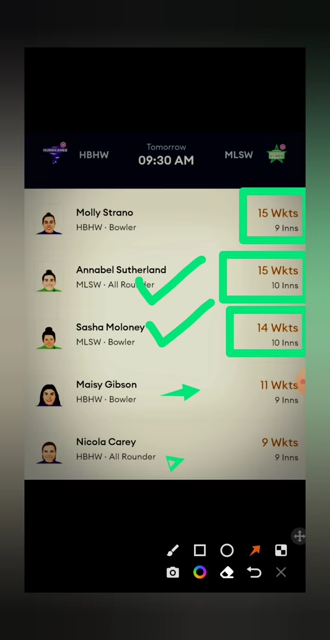 HURRICANES
HBHW
Tomorrow
09:30 AM
MLSW
Molly Strano
HBHW · Bowler
15 Wkts
9 Inns
Annabel Sutherland
MLSW · All Rounder
15 Wkts
10 Inns
Sasha Moloney
MLSW · Bowler
14 Wkts
10 Inns
Maisy Gibson
HBHW · Bowler
11 Wkts
9 Inns
Nicola Carey
HBHW · All Rounder
9 Wkts
9 Inns